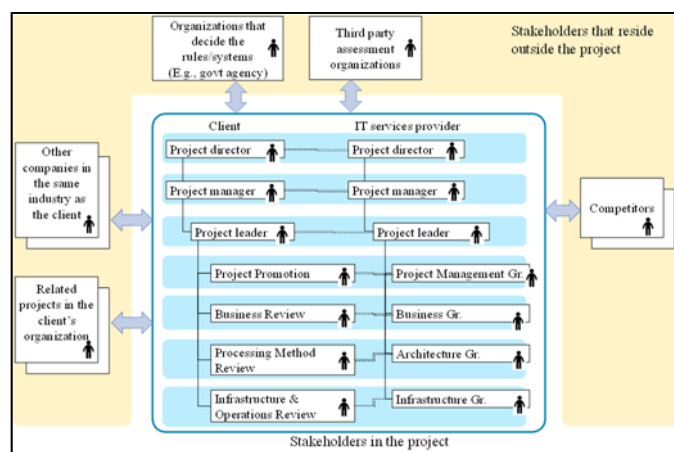 Organizations that
decide the
rules/systems
(E.g., govt agency)
Third party
assessment
organizations
Stakeholders that reside
outside the project
Client
IT services provider
Project director
Project director
Other
companies in
the same
industry as
the client
Project manager
Project manager
Competitors
Project leader
Project leader
Related
projects in the
client's
organization
Project Promotion
Project Management Gr.
Business Review
Business Gr.
Processing Method
Review
Architecture Gr.
Infrastructure &
Operations Review
Infrastructure Gr.
Stakeholders in the project